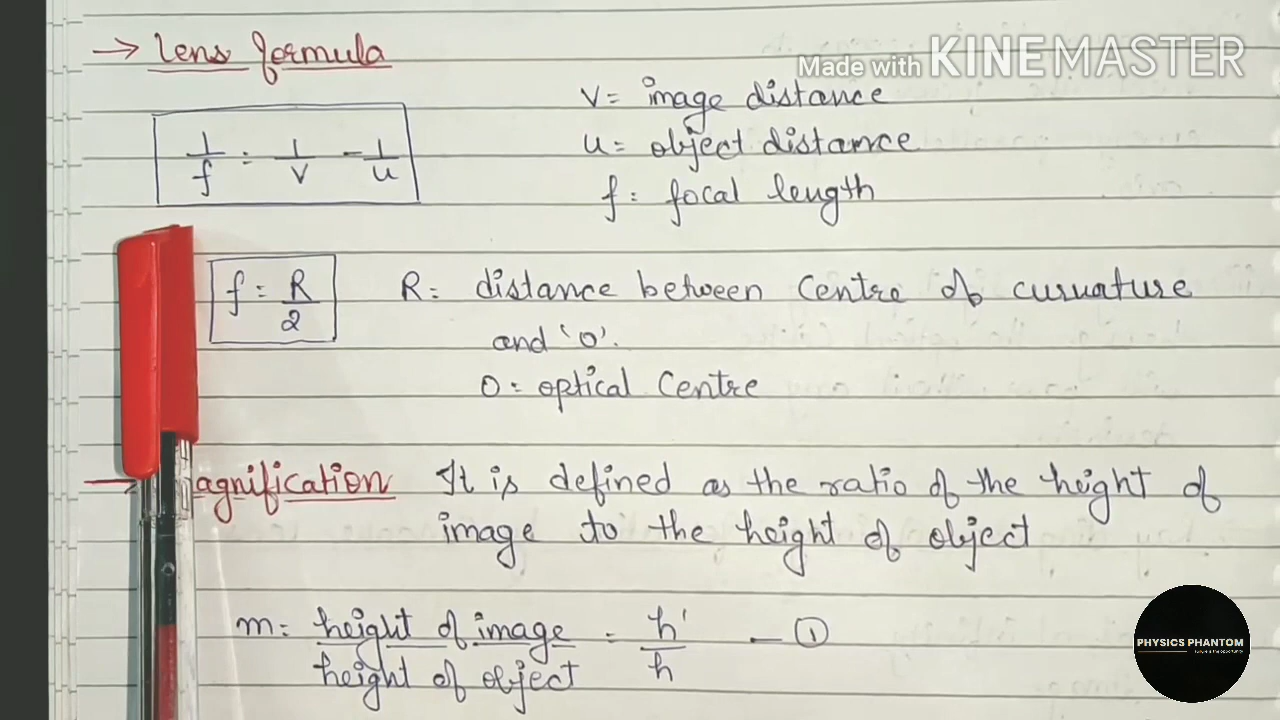 → Lens formula
Made with KINEMASTER
1/f = 1/v - 1/u
v = image distance
u = object distance
f = focal length
f = R/2
R = distance between Centre of curvature
and 'O'.
O = optical Centre
→ agnification It is defined as the ratio of the height of
image to the height of object
m = height of image/height of object = h'/h — ①
PHYSICS PHANTOM